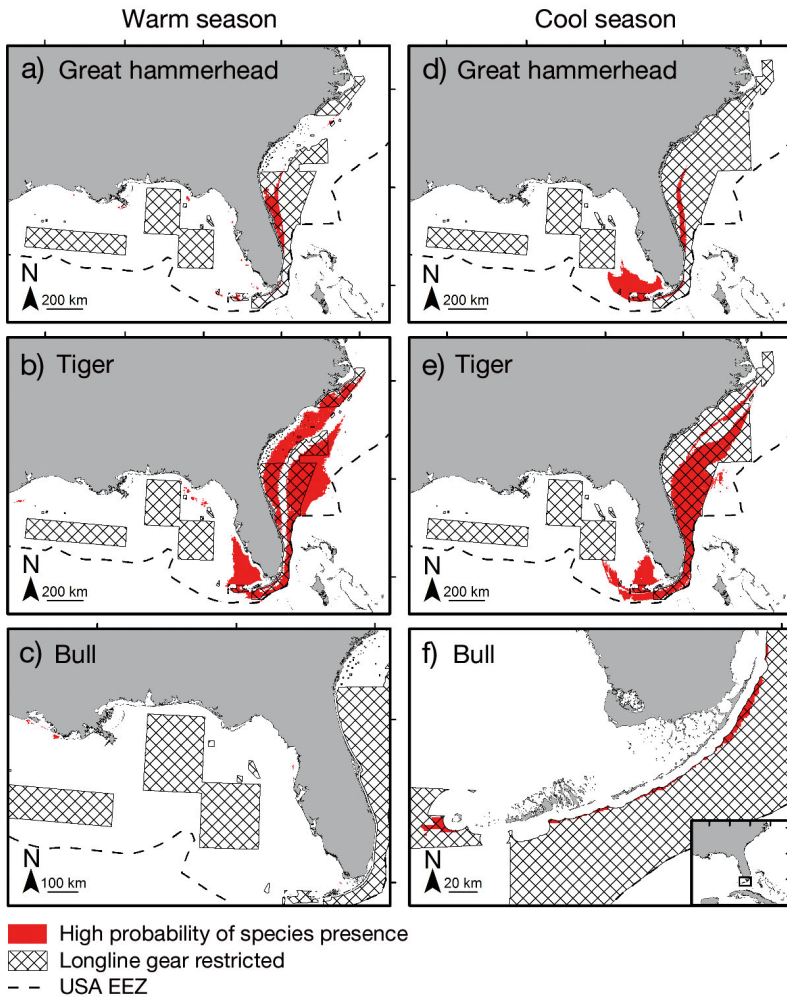 Warm season
Cool season
a) Great hammerhead
N
200 km
d) Great hammerhead
N
200 km
b) Tiger
N
200 km
e) Tiger
N
200 km
c) Bull
N
100 km
f) Bull
N
20 km
High probability of species presence
Longline gear restricted
USA EEZ